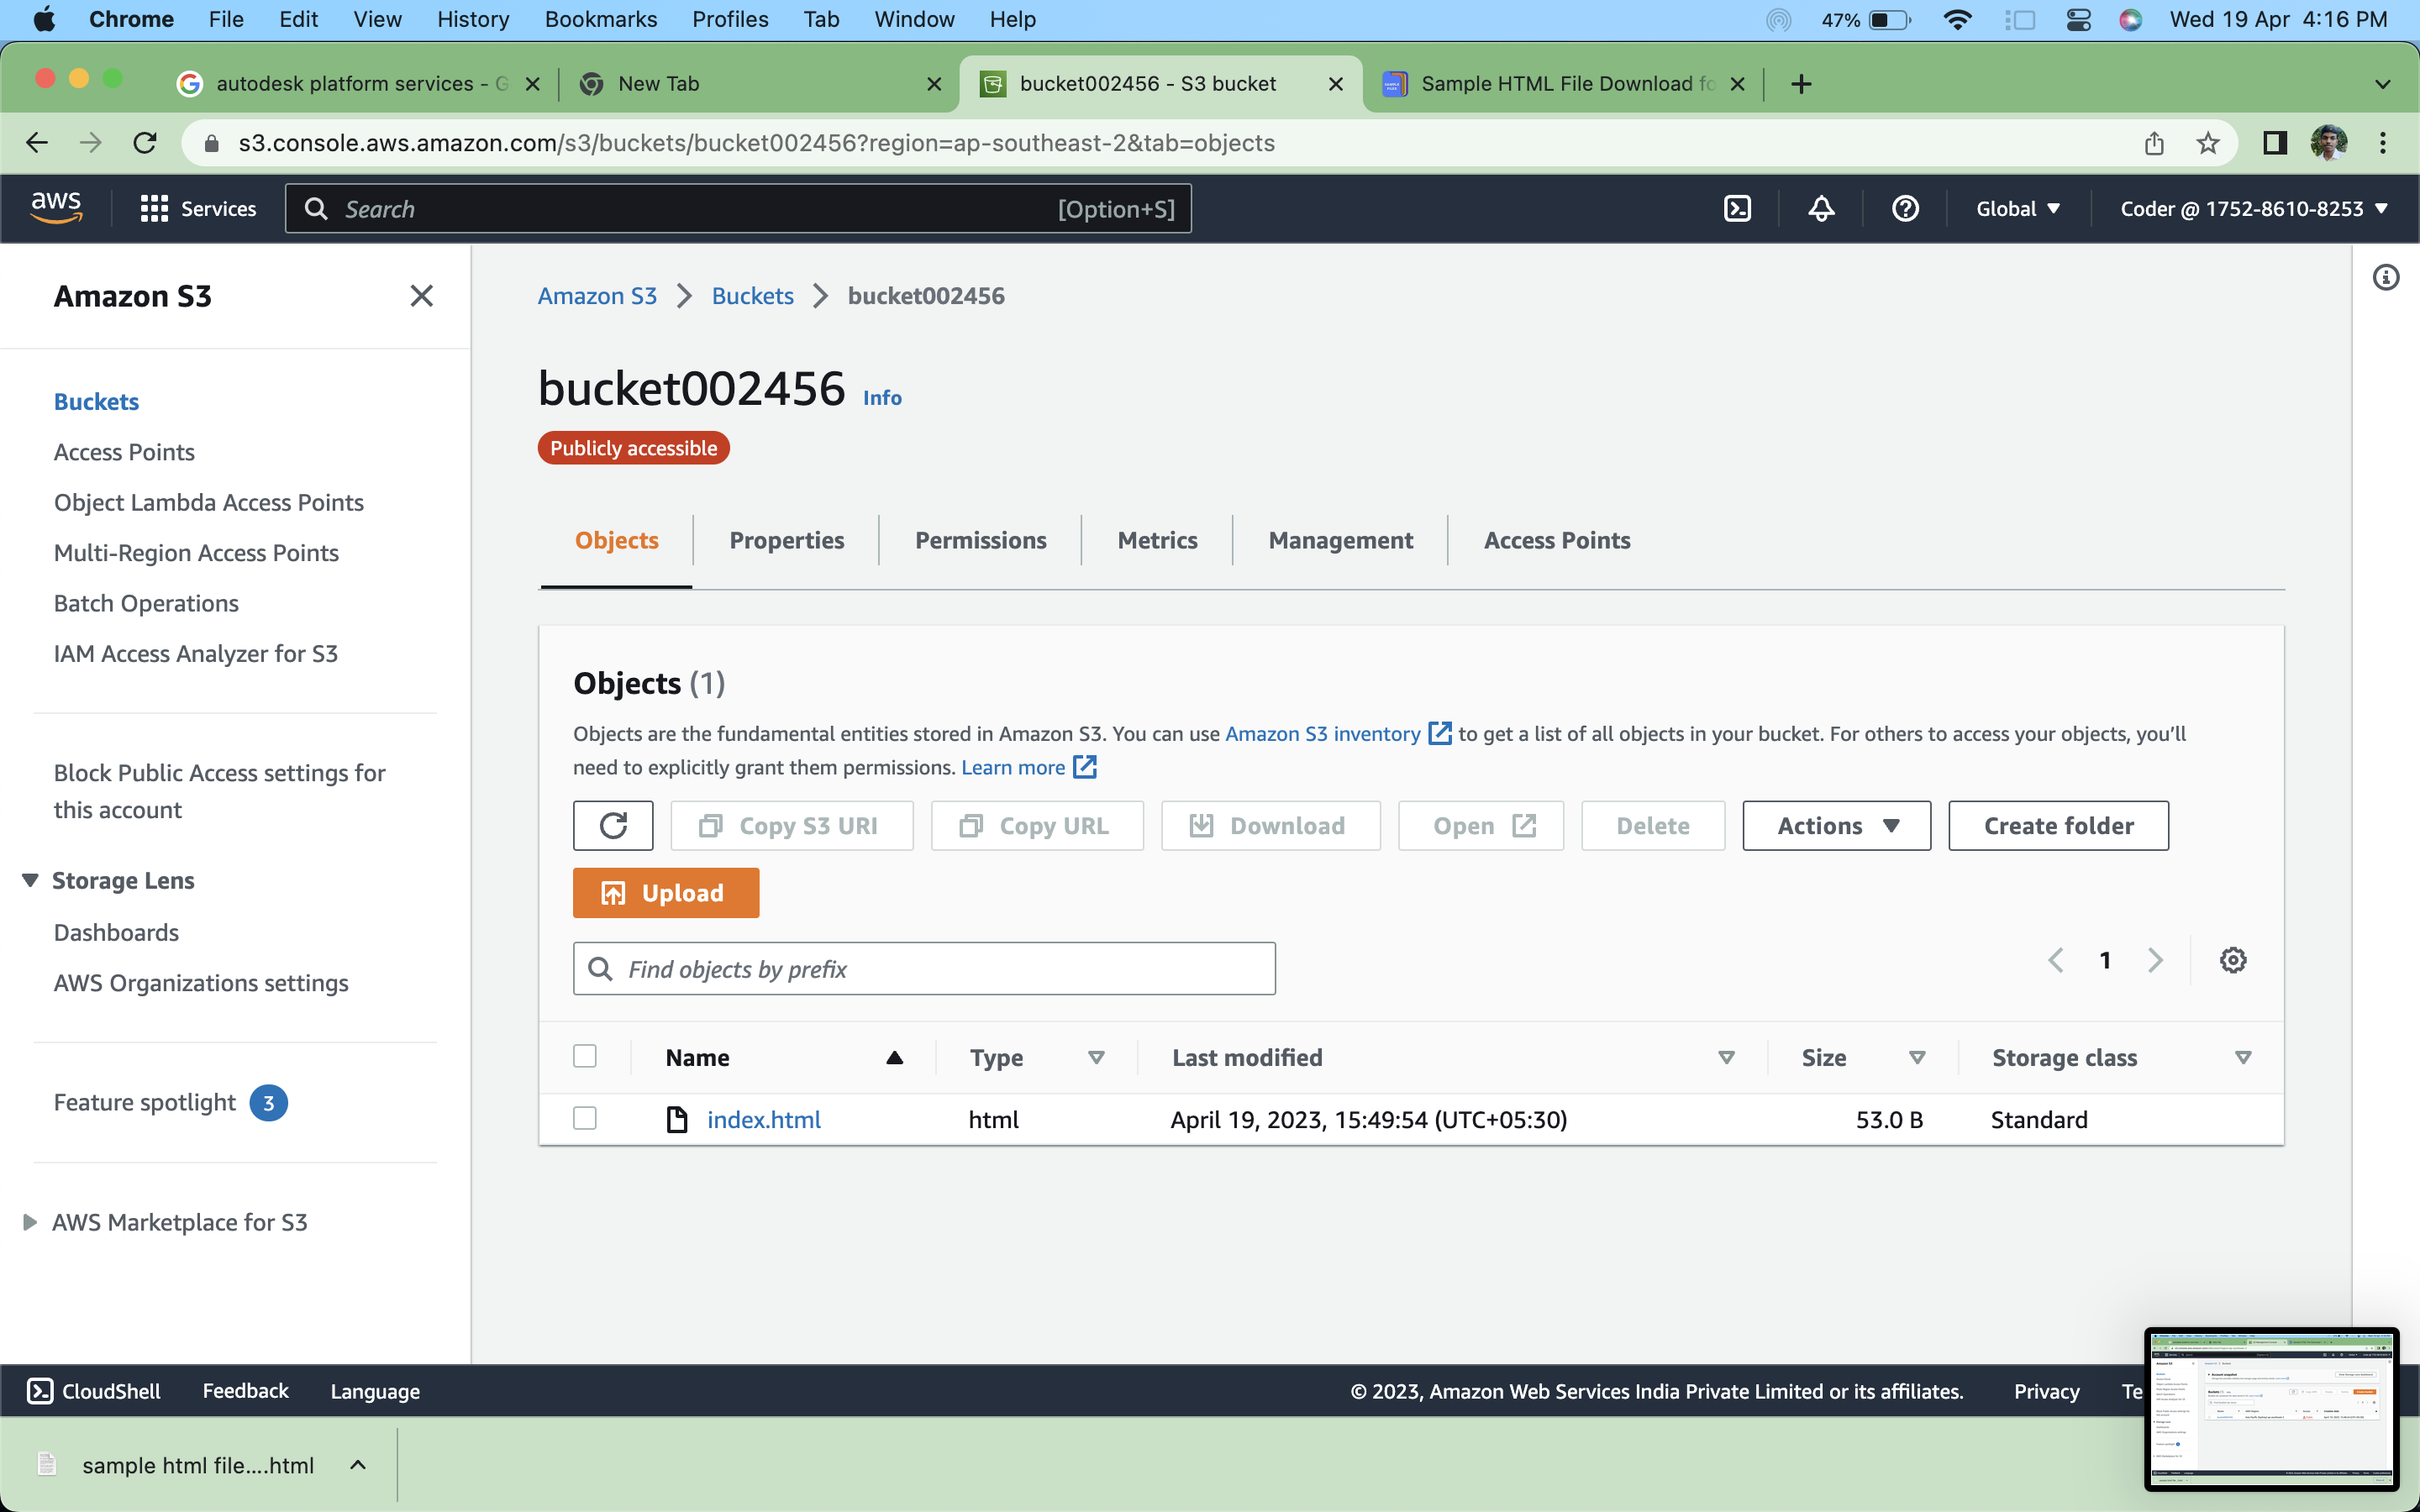 Chrome File Edit View History Bookmarks Profiles Tab Window Help 47% Wed 19 Apr 4:16 PM
autodesk platform services - G New Tab bucket002456 - S3 bucket Sample HTML File Download fo
s3.console.aws.amazon.com/s3/buckets/bucket002456?region=ap-southeast-2&tab=objects
aws Services Search [Option+S] Global Coder @ 1752-8610-8253
Amazon S3
Buckets
Access Points
Object Lambda Access Points
Multi-Region Access Points
Batch Operations
IAM Access Analyzer for S3
Block Public Access settings for
this account
Storage Lens
Dashboards
AWS Organizations settings
Feature spotlight 3
AWS Marketplace for S3
Amazon S3 Buckets bucket002456
bucket002456 Info
Publicly accessible
Objects Properties Permissions Metrics Management Access Points
Objects (1)
Objects are the fundamental entities stored in Amazon S3. You can use Amazon S3 inventory to get a list of all objects in your bucket. For others to access your objects, you'll
need to explicitly grant them permissions. Learn more
Copy S3 URI Copy URL Download Open Delete Actions Create folder
Upload
Find objects by prefix 1
Name Type Last modified Size Storage class
index.html html April 19, 2023, 15:49:54 (UTC+05:30) 53.0 B Standard
CloudShell Feedback Language © 2023, Amazon Web Services India Private Limited or its affiliates. Privacy Te
sample html file....html